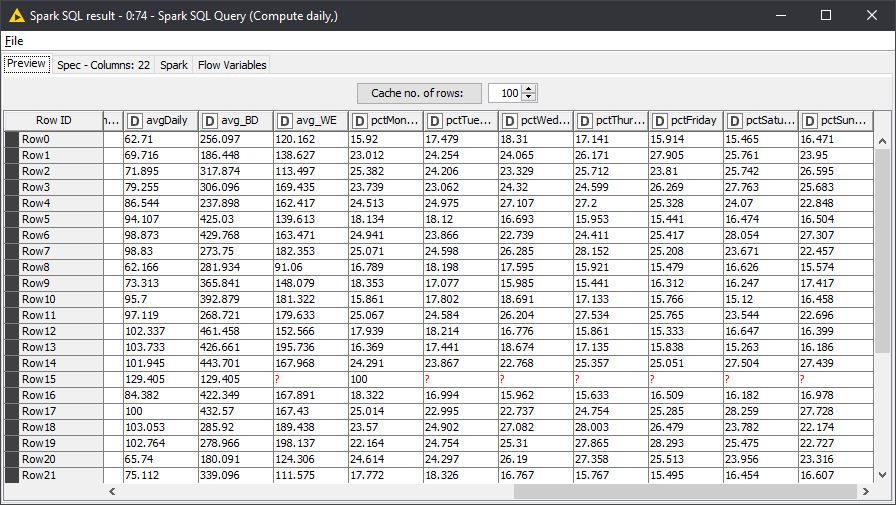 Spark SQL result - 0:74 - Spark SQL Query (Compute daily,)
File
Preview Spec - Columns: 22 Spark Flow Variables
Cache no. of rows: 100
Row ID n... D avgDaily D avg_BD D avg_WE D pctMon... D pctTue... D pctWed... D pctThur... D pctFriday D pctSatu... D pctSun...
Row0 62.71 256.097 120.162 15.92 17.479 18.31 17.141 15.914 15.465 16.471
Row1 69.716 186.448 138.627 23.012 24.254 24.065 26.171 27.905 25.761 23.95
Row2 71.895 317.874 113.497 25.382 24.206 23.329 25.712 23.81 25.742 26.595
Row3 79.255 306.096 169.435 23.739 23.062 24.32 24.599 26.269 27.763 25.683
Row4 86.544 237.898 162.417 24.513 24.975 27.107 27.2 25.328 24.07 22.848
Row5 94.107 425.03 139.613 18.134 18.12 16.693 15.953 15.441 16.474 16.504
Row6 98.873 429.768 163.471 24.941 23.866 22.739 24.411 25.417 28.054 27.307
Row7 98.83 273.75 182.353 25.071 24.598 26.285 28.152 25.208 23.671 22.457
Row8 62.166 281.934 91.06 16.789 18.198 17.595 15.921 15.479 16.626 15.574
Row9 73.313 365.841 148.079 18.353 17.077 15.985 15.441 16.312 16.247 17.417
Row10 95.7 392.929 181.322 15.861 17.802 18.691 17.133 15.766 15.12 16.458
Row11 97.119 268.721 179.633 25.067 24.584 26.204 27.534 25.765 23.544 22.696
Row12 102.337 461.458 152.566 17.939 18.214 16.776 15.861 15.333 16.647 16.399
Row13 103.733 426.661 195.736 16.369 17.441 18.674 17.135 15.838 15.263 16.186
Row14 101.945 443.701 167.968 24.291 23.867 22.768 25.357 25.051 27.504 27.439
Row15 129.405 129.405 ? 100 ? ? ? ? ? ?
Row16 84.382 422.349 167.891 18.322 16.994 15.962 15.633 16.509 16.182 16.978
Row17 100 432.57 167.43 25.014 22.995 22.737 24.754 25.285 28.259 27.728
Row18 103.053 285.92 189.438 23.57 24.902 27.082 28.003 26.479 23.782 22.174
Row19 102.764 278.966 198.137 22.164 24.754 25.31 27.865 28.293 25.475 22.727
Row20 65.74 180.091 124.306 24.614 24.297 26.19 27.358 25.513 23.956 23.316
Row21 75.112 339.096 111.575 17.772 18.326 16.767 15.767 15.495 16.454 16.607